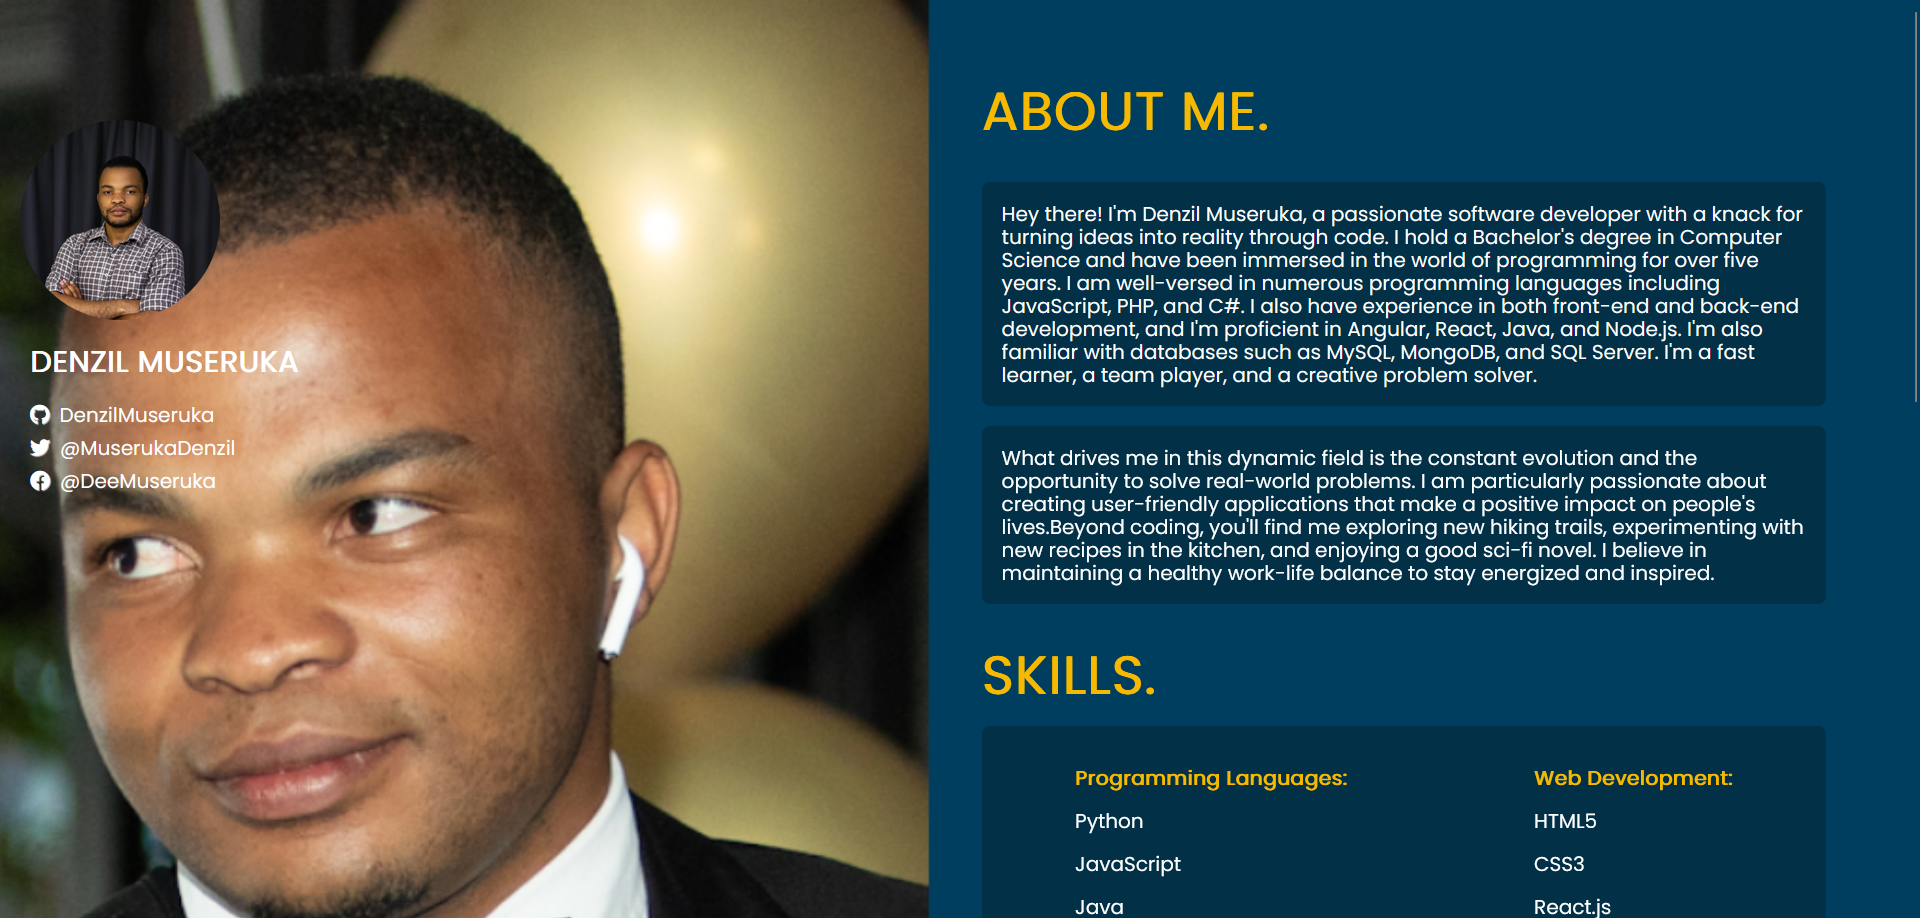 DENZIL MUSERUKA
DenzilMuseruka
@MuserukaDenzil
@DeeMuseruka
ABOUT ME.
Hey there! I'm Denzil Museruka, a passionate software developer with a knack for
turning ideas into reality through code. I hold a Bachelor's degree in Computer
Science and have been immersed in the world of programming for over five
years. I am well-versed in numerous programming languages including
JavaScript, PHP, and C#. I also have experience in both front-end and back-end
development, and I'm proficient in Angular, React, Java, and Node.js. I'm also
familiar with databases such as MySQL, MongoDB, and SQL Server. I'm a fast
learner, a team player, and a creative problem solver.
What drives me in this dynamic field is the constant evolution and the
opportunity to solve real-world problems. I am particularly passionate about
creating user-friendly applications that make a positive impact on people's
lives.Beyond coding, you'll find me exploring new hiking trails, experimenting with
new recipes in the kitchen, and enjoying a good sci-fi novel. I believe in
maintaining a healthy work-life balance to stay energized and inspired.
SKILLS.
Programming Languages:
Python
JavaScript
Java
Web Development:
HTML5
CSS3
React.js